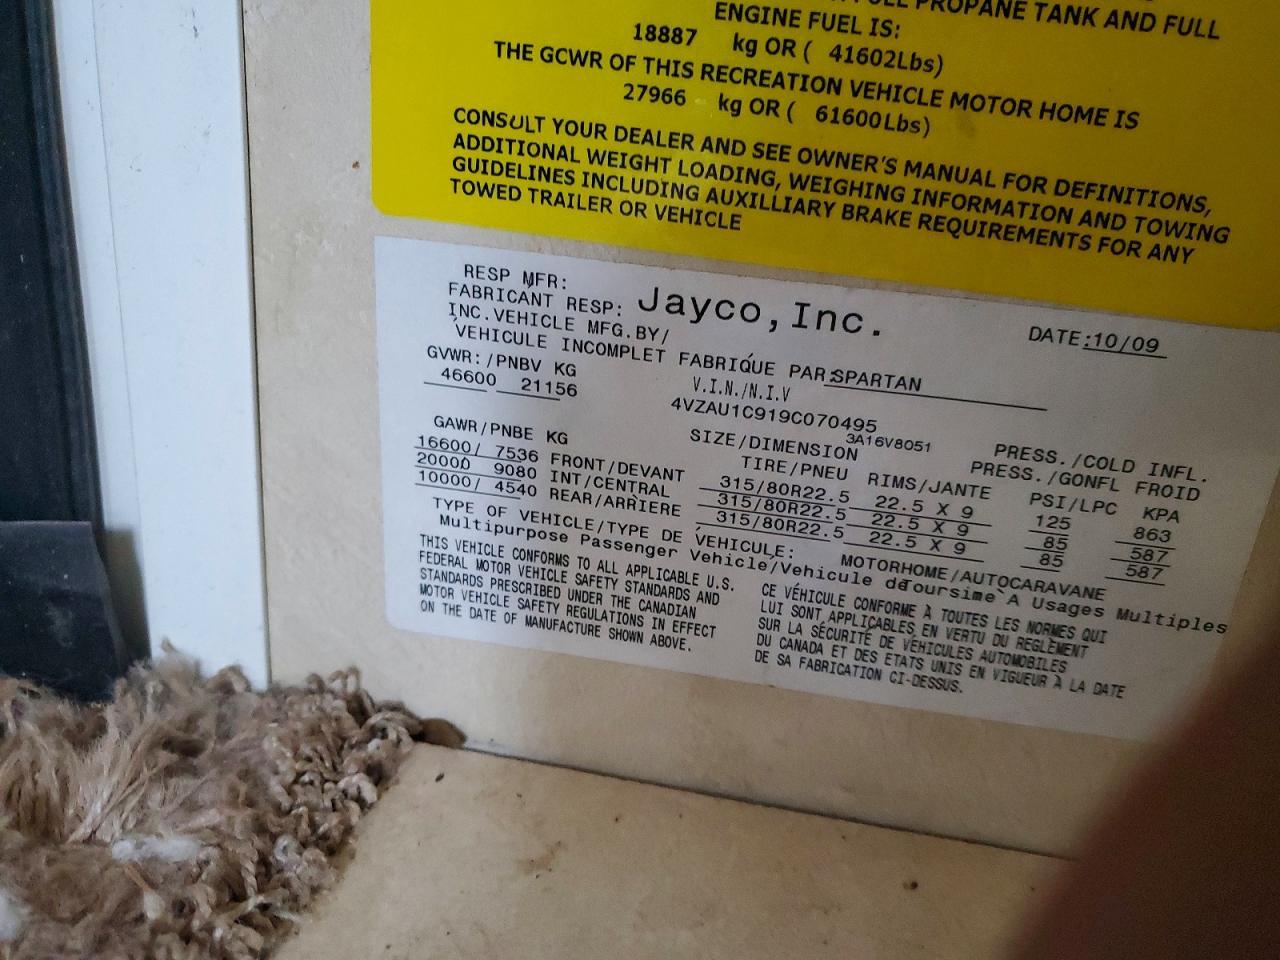 PROPANE TANK AND FULL
ENGINE FUEL IS:
18887 kg OR ( 41602Lbs)
THE GCWR OF THIS RECREATION VEHICLE MOTOR HOME IS
27966 kg OR ( 61600Lbs)
CONSULT YOUR DEALER AND SEE OWNER'S MANUAL FOR DEFINITIONS,
ADDITIONAL WEIGHT LOADING, WEIGHING INFORMATION AND TOWING
GUIDELINES INCLUDING AUXILLIARY BRAKE REQUIREMENTS FOR ANY
TOWED TRAILER OR VEHICLE
RESP MFR:
FABRICANT RESP: Jayco, Inc. DATE:10/09
INC.VEHICLE MFG.BY/
VEHICULE INCOMPLET FABRIQUE PAR:SPARTAN
GVWR:/PNBV KG V.I.N./N.I.V
46600 21156 4VZAU1C919C070495
3A16V8051
GAWR/PNBE KG SIZE/DIMENSION PRESS./COLD INFL.
TIRE/PNEU RIMS/JANTE PRESS./GONFL FROID
PSI/LPC KPA
16600/ 7536 FRONT/DEVANT 315/80R22.5 22.5 X 9 125 863
20000 9080 INT/CENTRAL 315/80R22.5 22.5 X 9 85 587
10000/ 4540 REAR/ARRIÈRE 315/80R22.5 22.5 X 9 85 587
TYPE OF VEHICLE/TYPE DE VEHICULE: MOTORHOME/AUTOCARAVANE
Multipurpose Passenger Vehicle/Vehicule de Toursime A Usages Multiples
THIS VEHICLE CONFORMS TO ALL APPLICABLE U.S.
FEDERAL MOTOR VEHICLE SAFETY STANDARDS AND
STANDARDS PRESCRIBED UNDER THE CANADIAN
MOTOR VEHICLE SAFETY REGULATIONS IN EFFECT
ON THE DATE OF MANUFACTURE SHOWN ABOVE.
CE VÉHICULE CONFORME À TOUTES LES NORMES QUI
LUI SONT APPLICABLES EN VERTU DU REGLEMENT
SUR LA SÉCURITÉ DE VÉHICULES AUTOMOBILES
DU CANADA ET DES ETATS UNIS EN VIGUEUR À LA DATE
DE SA FABRICATION CI-DESSUS.